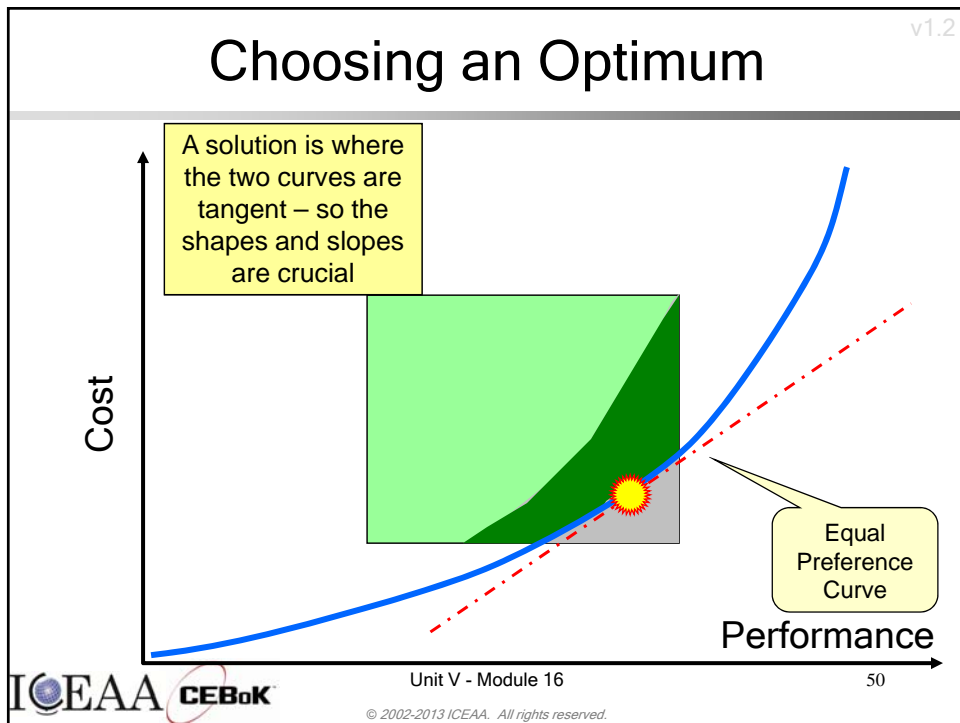 v1.2
Choosing an Optimum
A solution is where
the two curves are
tangent – so the
shapes and slopes
are crucial
Cost
Equal
Preference
Curve
Performance
ICEAA CEBoK
Unit V - Module 16
50
© 2002-2013 ICEAA. All rights reserved.